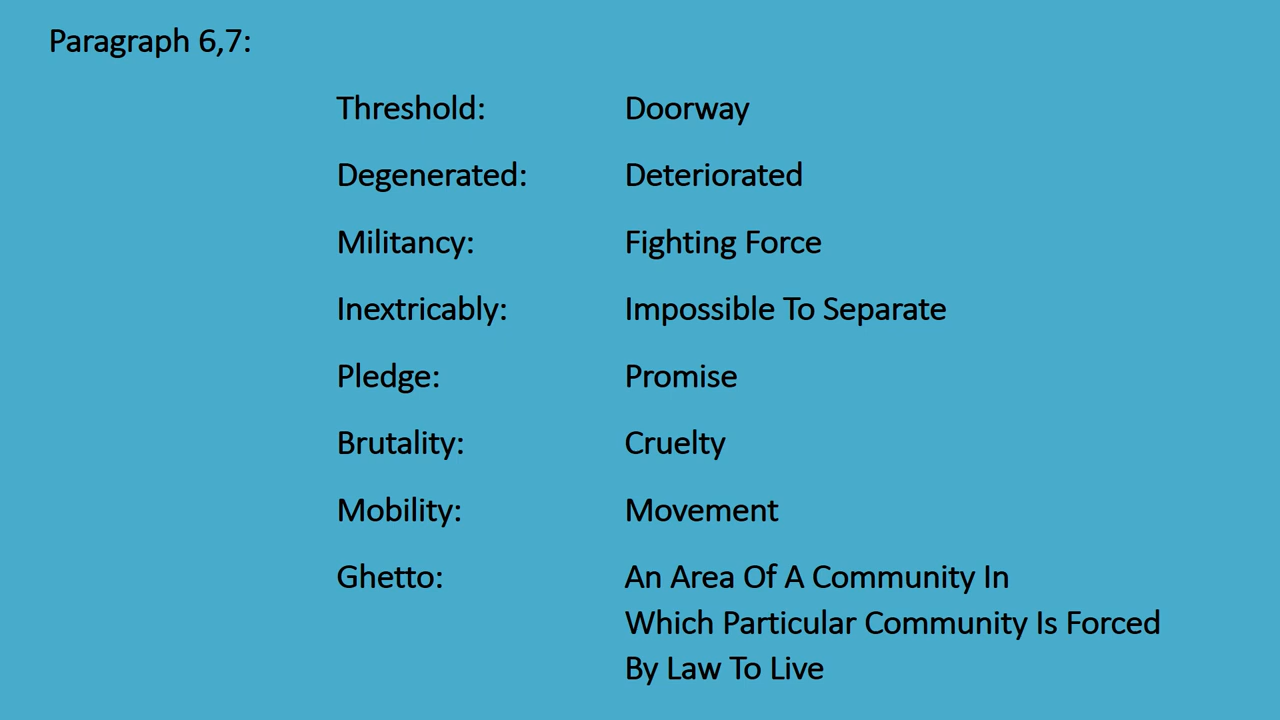 Paragraph 6,7:
Threshold: Doorway
Degenerated: Deteriorated
Militancy: Fighting Force
Inextricably: Impossible To Separate
Pledge: Promise
Brutality: Cruelty
Mobility: Movement
Ghetto: An Area Of A Community In
Which Particular Community Is Forced
By Law To Live